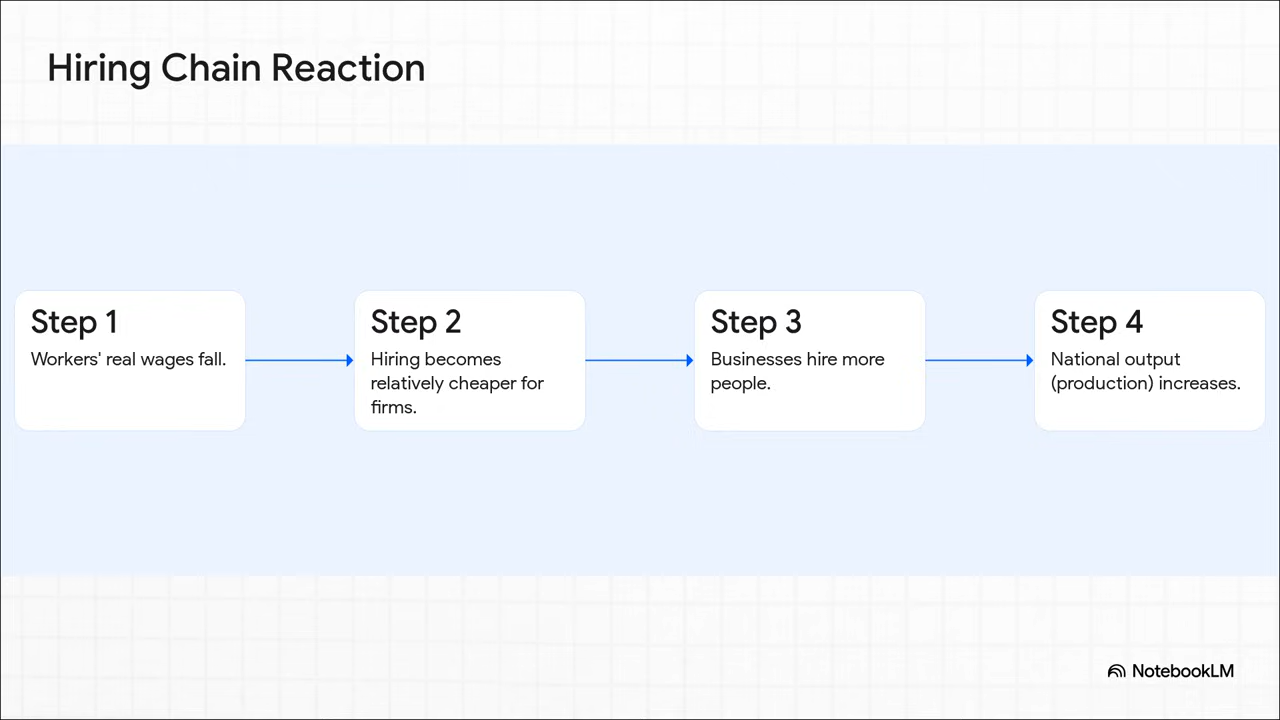 Hiring Chain Reaction
Step 1
Workers' real wages fall.
Step 2
Hiring becomes
relatively cheaper for
firms.
Step 3
Businesses hire more
people.
Step 4
National output
(production) increases.
NotebookLM